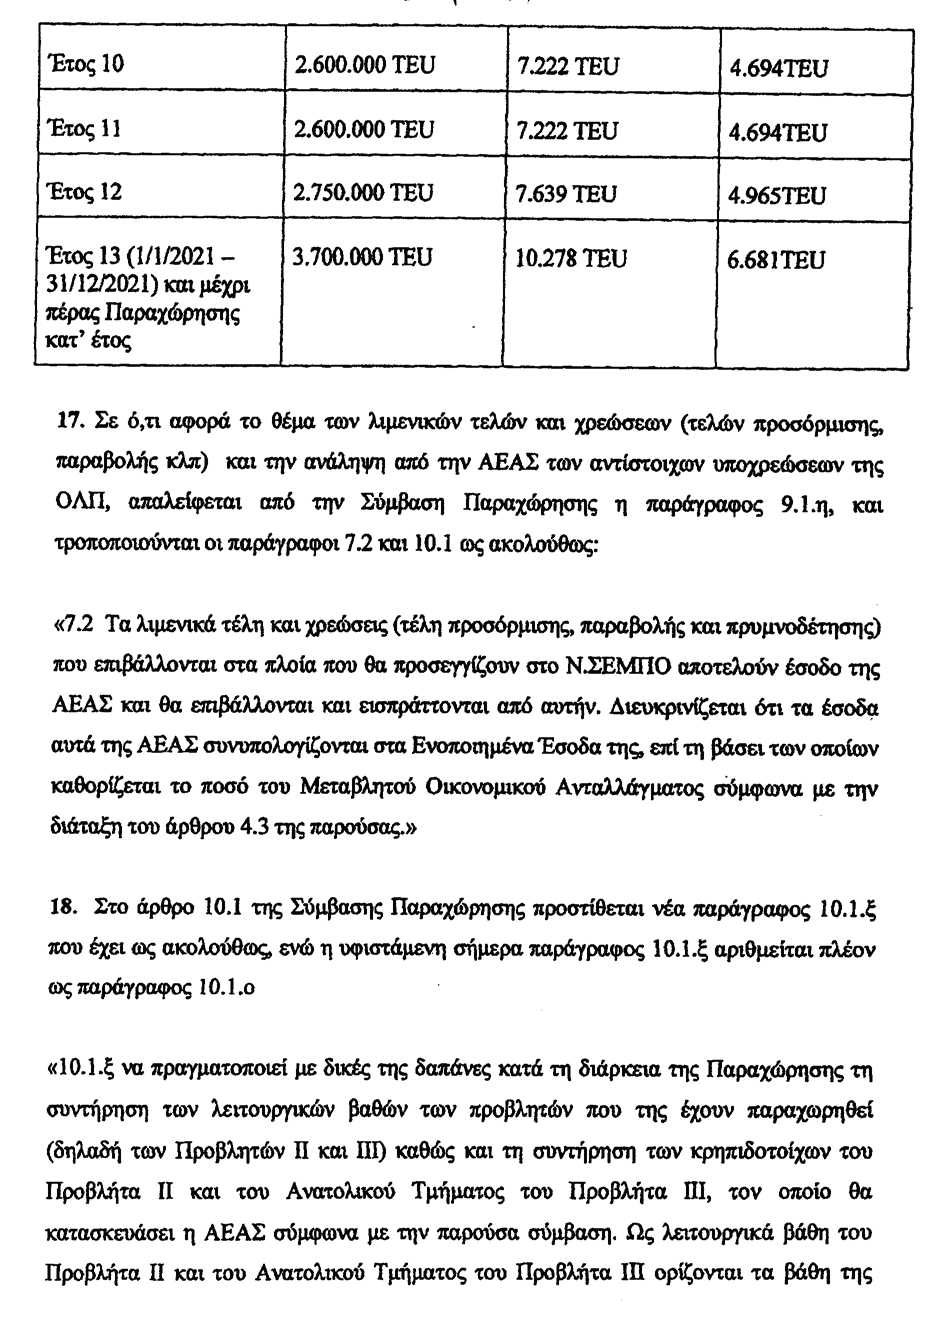 Έτος 10 2.600.000 TEU 7.222 TEU 4.694TEU
Έτος 11 2.600.000 TEU 7.222 TEU 4.694TEU
Έτος 12 2.750.000 TEU 7.639 TEU 4.965TEU
Έτος 13 (1/1/2021 – 3.700.000 TEU 10.278 TEU 6.681TEU
31/12/2021) και μέχρι
πέρας Παραχώρησης
κατ’ έτος
17. Σε ό,τι αφορά το θέμα των λιμενικών τελών και χρεώσεων (τελών προσόρμισης,
παραβολής κλπ) και την ανάληψη από την ΑΕΑΣ των αντίστοιχων υποχρεώσεων της
ΟΛΠ, απαλείφεται από την Σύμβαση Παραχώρησης η παράγραφος 9.1.η, και
τροποποιούνται οι παράγραφοι 7.2 και 10.1 ως ακολούθως:
«7.2 Τα λιμενικά τέλη και χρεώσεις (τέλη προσόρμισης, παραβολής και πρυμνοδέτησης)
που επιβάλλονται στα πλοία που θα προσεγγίζουν στο Ν.ΣΕΜΠΟ αποτελούν έσοδο της
ΑΕΑΣ και θα επιβάλλονται και εισπράττονται από αυτήν. Διευκρινίζεται ότι τα έσοδα
αυτά της ΑΕΑΣ συνυπολογίζονται στα Ενοποιημένα Έσοδα της, επί τη βάσει των οποίων
καθορίζεται το ποσό του Μεταβλητού Οικονομικού Ανταλλάγματος σύμφωνα με την
διάταξη του άρθρου 4.3 της παρούσας.»
18. Στο άρθρο 10.1 της Σύμβασης Παραχώρησης προστίθεται νέα παράγραφος 10.1.ξ
που έχει ως ακολούθως, ενώ η υφιστάμενη σήμερα παράγραφος 10.1.ξ αριθμείται πλέον
ως παράγραφος 10.1.ο
«10.1.ξ να πραγματοποιεί με δικές της δαπάνες κατά τη διάρκεια της Παραχώρησης τη
συντήρηση των λειτουργικών βαθών των προβλητών που της έχουν παραχωρηθεί
(δηλαδή των Προβλητών ΙΙ και ΙΙΙ) καθώς και τη συντήρηση των κρηπιδοτοίχων του
Προβλήτα ΙΙ και του Ανατολικού Τμήματος του Προβλήτα ΙΙΙ, τον οποίο θα
κατασκευάσει η ΑΕΑΣ σύμφωνα με την παρούσα σύμβαση. Ως λειτουργικά βάθη του
Προβλήτα ΙΙ και του Ανατολικού Τμήματος του Προβλήτα ΙΙΙ ορίζονται τα βάθη της